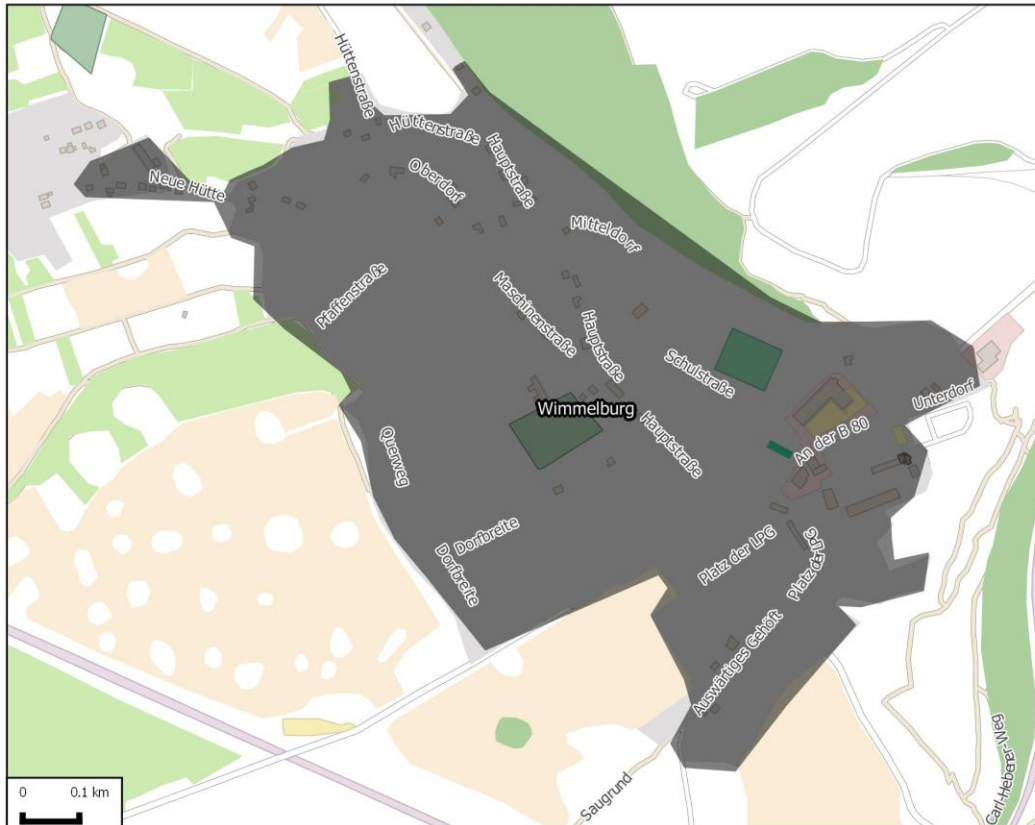 Hüttenstraße
Hüttenstraße
Hauptstraße
Oberdorf
Neue Hütte
Mitteldorf
Pfaffenstraße
Maschinenstraße
Hauptstraße
Schulstraße
Unterdorf
Wimmelburg
Hauptstraße
An der B 80
Querweg
Dorfbreite
Dorfbreite
Platz der LPG
Platz der LPG
Auswärtiges Gehöft
Saugrund
Carl-Heberer-Weg
0 0.1 km